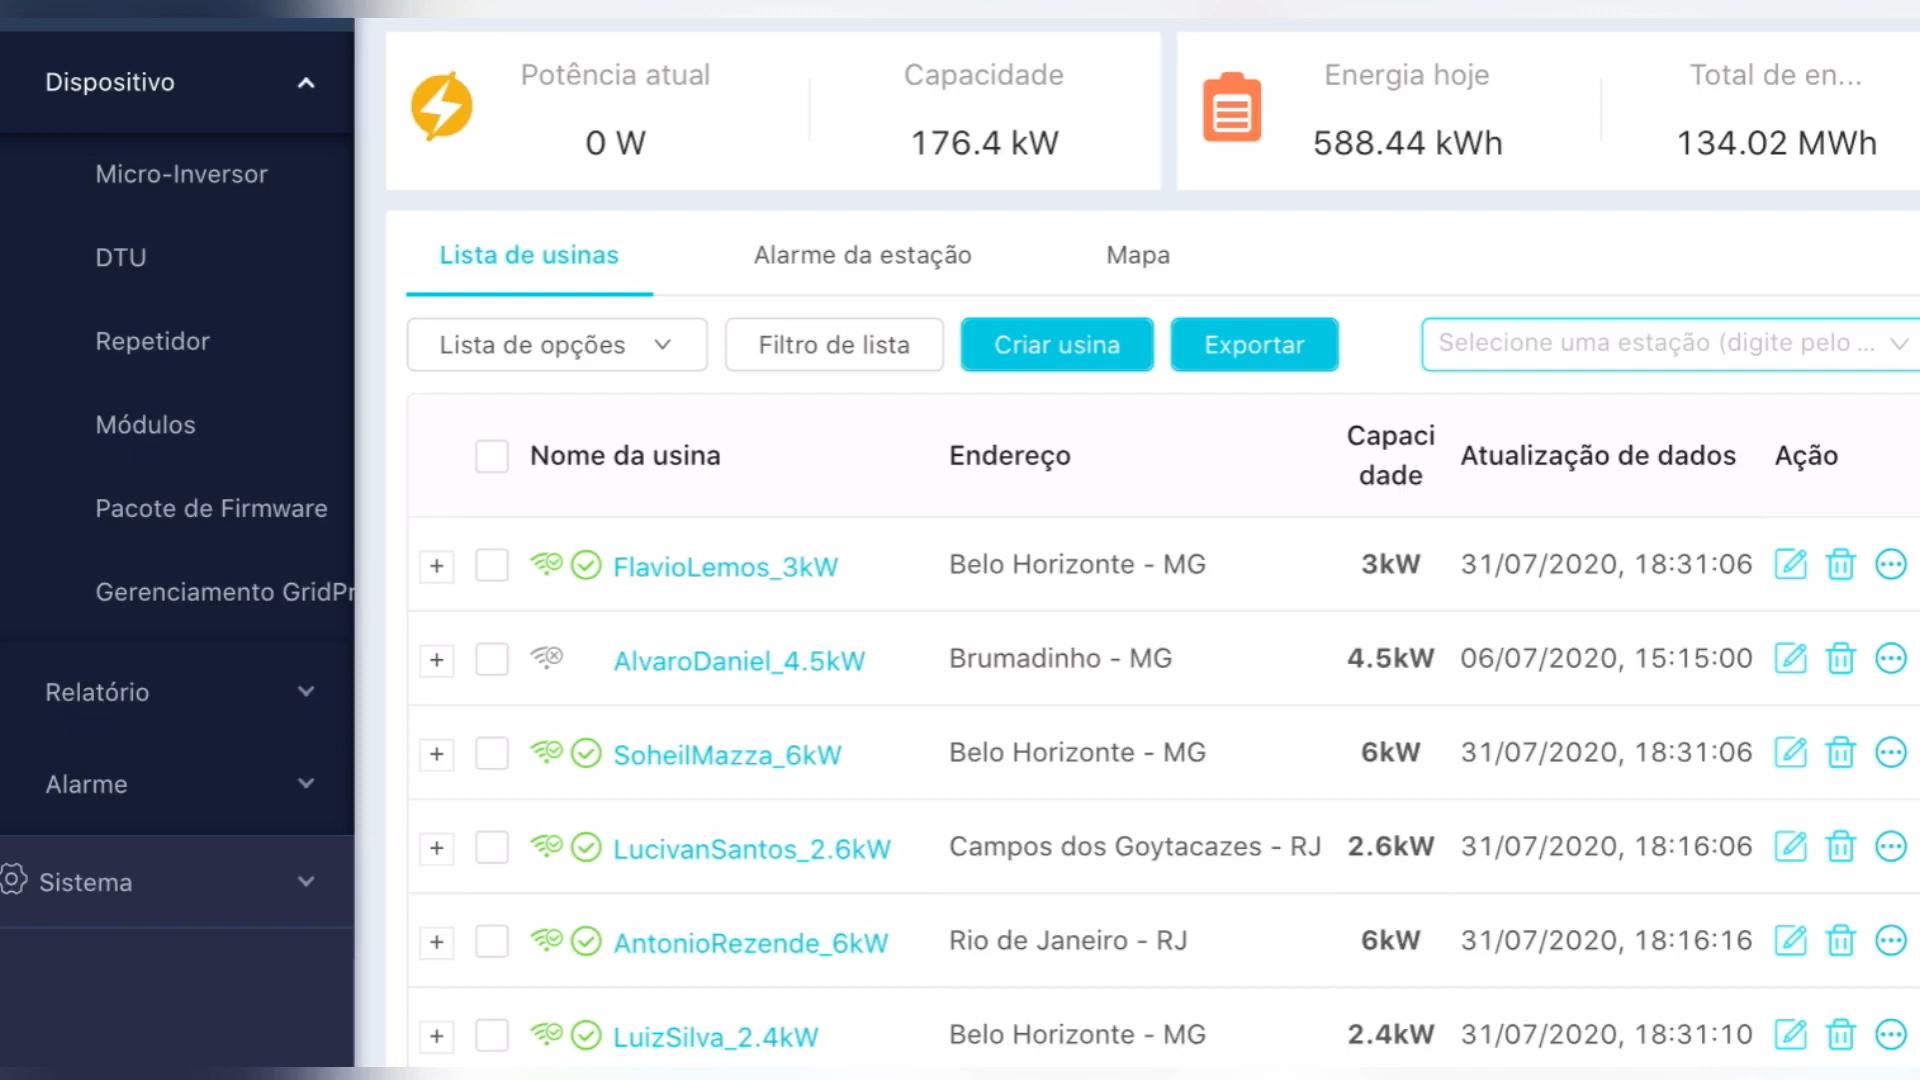 Dispositivo
Micro-Inversor
DTU
Repetidor
Módulos
Pacote de Firmware
Gerenciamento GridPr
Relatório
Alarme
Sistema
Potência atual
0 W
Capacidade
176.4 kW
Energia hoje
588.44 kWh
Total de en...
134.02 MWh
Lista de usinas Alarme da estação Mapa
Lista de opções Filtro de lista Criar usina Exportar Selecione uma estação (digite pelo ...
Nome da usina Endereço Capaci
dade Atualização de dados Ação
FlavioLemos_3kW Belo Horizonte - MG 3kW 31/07/2020, 18:31:06
AlvaroDaniel_4.5kW Brumadinho - MG 4.5kW 06/07/2020, 15:15:00
SoheilMazza_6kW Belo Horizonte - MG 6kW 31/07/2020, 18:31:06
LucivanSantos_2.6kW Campos dos Goytacazes - RJ 2.6kW 31/07/2020, 18:16:06
AntonioRezende_6kW Rio de Janeiro - RJ 6kW 31/07/2020, 18:16:16
LuizSilva_2.4kW Belo Horizonte - MG 2.4kW 31/07/2020, 18:31:10